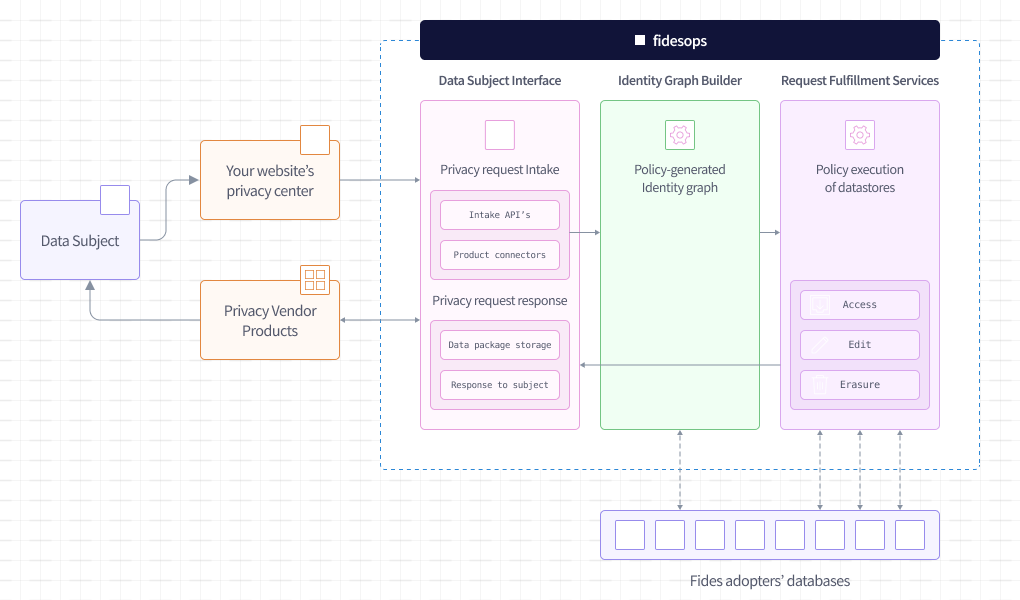 fidesops
Data Subject Interface
Identity Graph Builder
Request Fulfillment Services
Your website's
privacy center
Data Subject
Privacy Vendor
Products
Privacy request Intake
Intake API's
Product connectors
Privacy request response
Data package storage
Response to subject
Policy-generated
Identity graph
Policy execution
of datastores
Access
Edit
Erasure
Fides adopters' databases